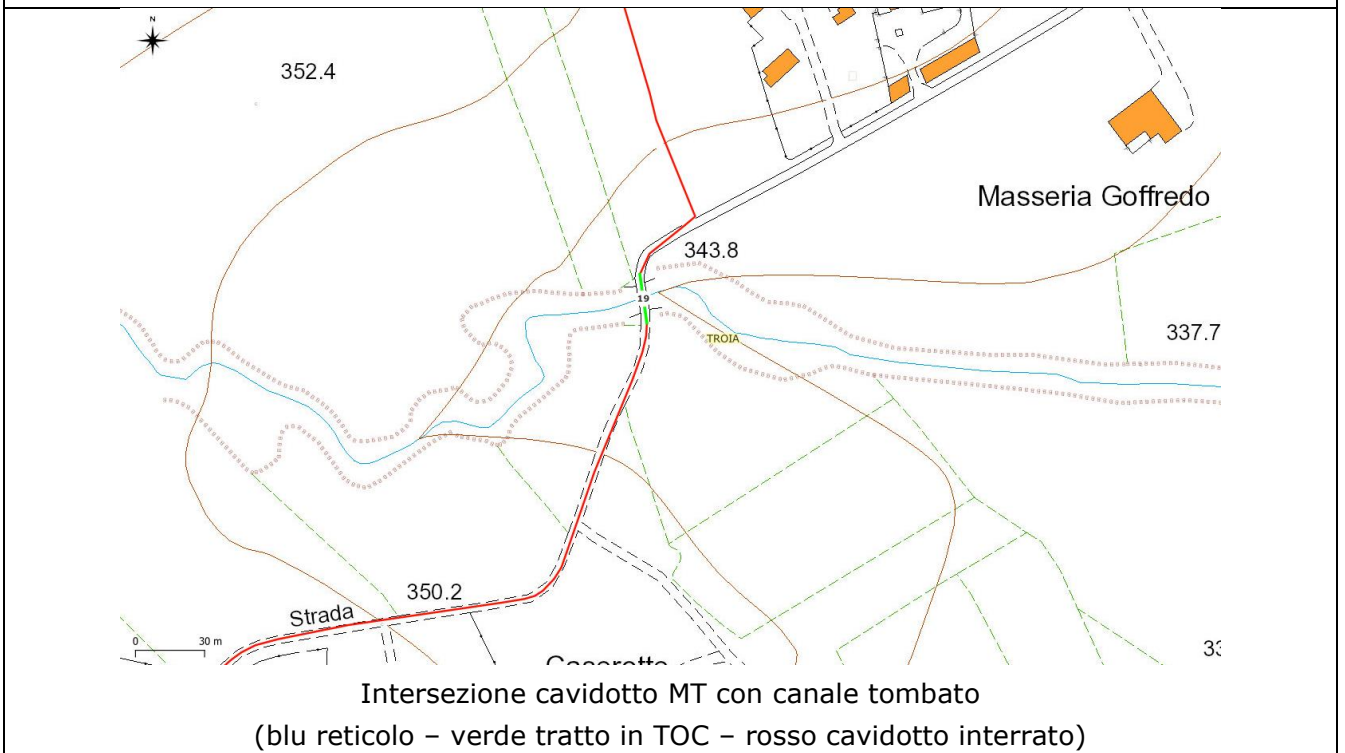 N
352.4
Masseria Goffredo
343.8
19
TROIA
337.7
350.2
Strada
0 30 m
Intersezione cavidotto MT con canale tombato
(blu reticolo – verde tratto in TOC – rosso cavidotto interrato)